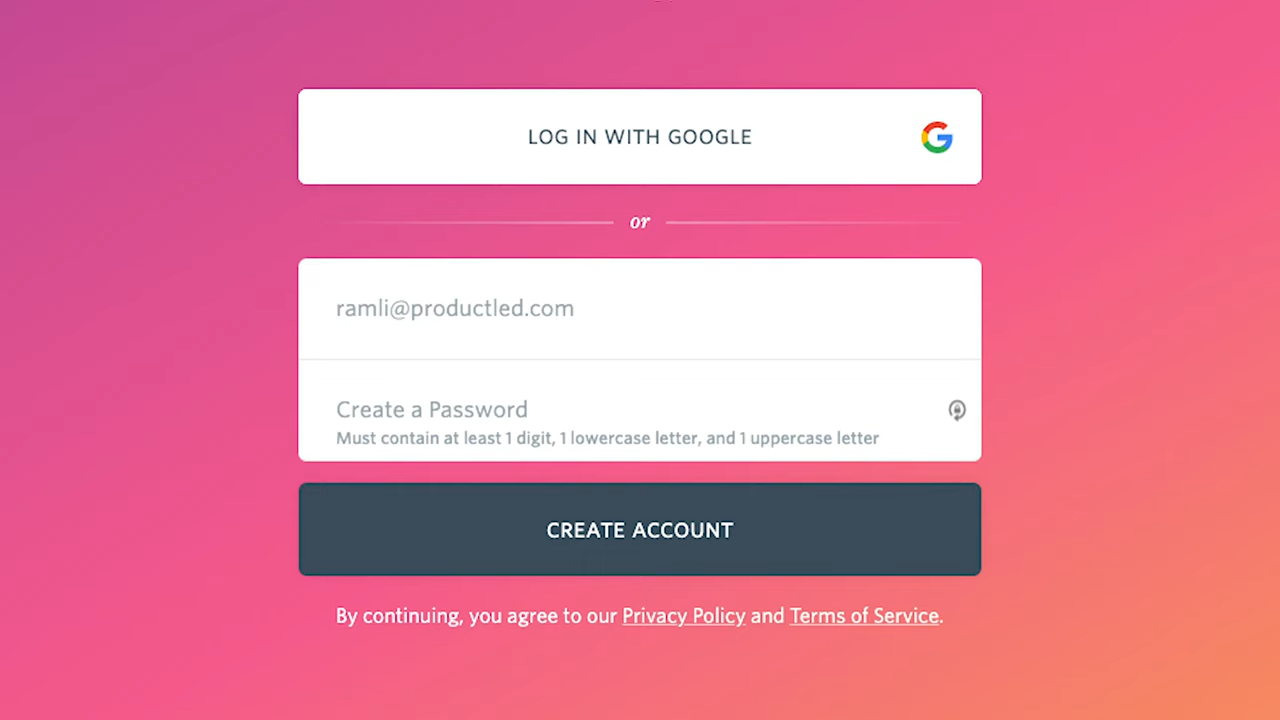 LOG IN WITH GOOGLE
or
ramli@productled.com
Create a Password
Must contain at least 1 digit, 1 lowercase letter, and 1 uppercase letter
CREATE ACCOUNT
By continuing, you agree to our Privacy Policy and Terms of Service.